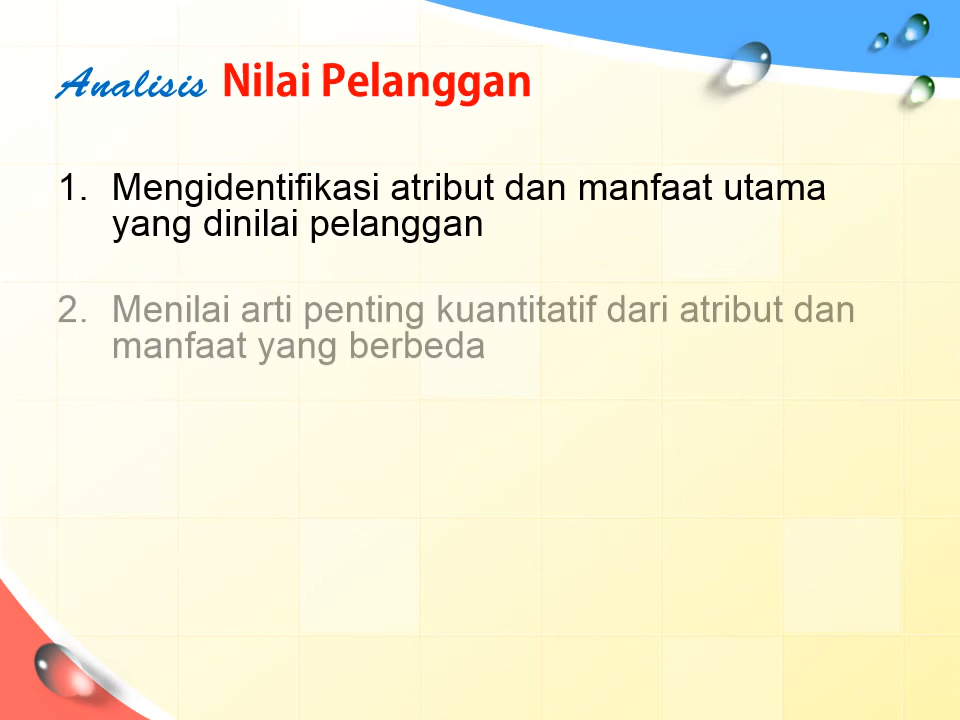 Analisis Nilai Pelanggan
1. Mengidentifikasi atribut dan manfaat utama
yang dinilai pelanggan
2. Menilai arti penting kuantitatif dari atribut dan
manfaat yang berbeda